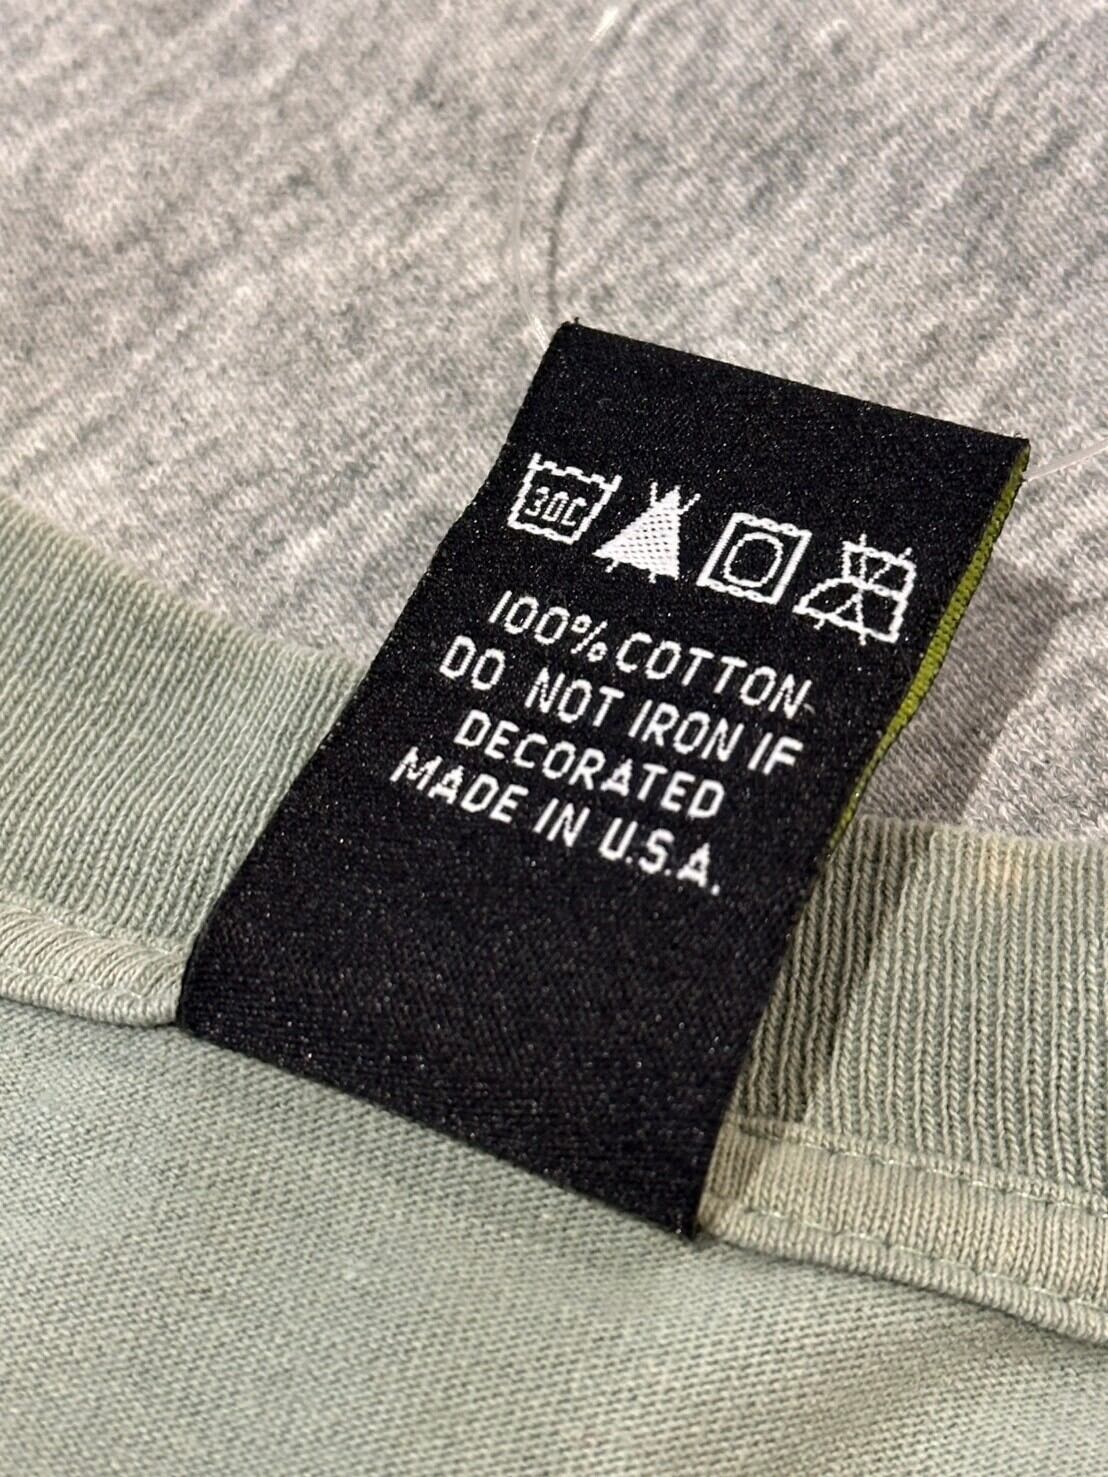 30C
100% COTTON
DO NOT IRON IF
DECORATED
MADE IN U.S.A.